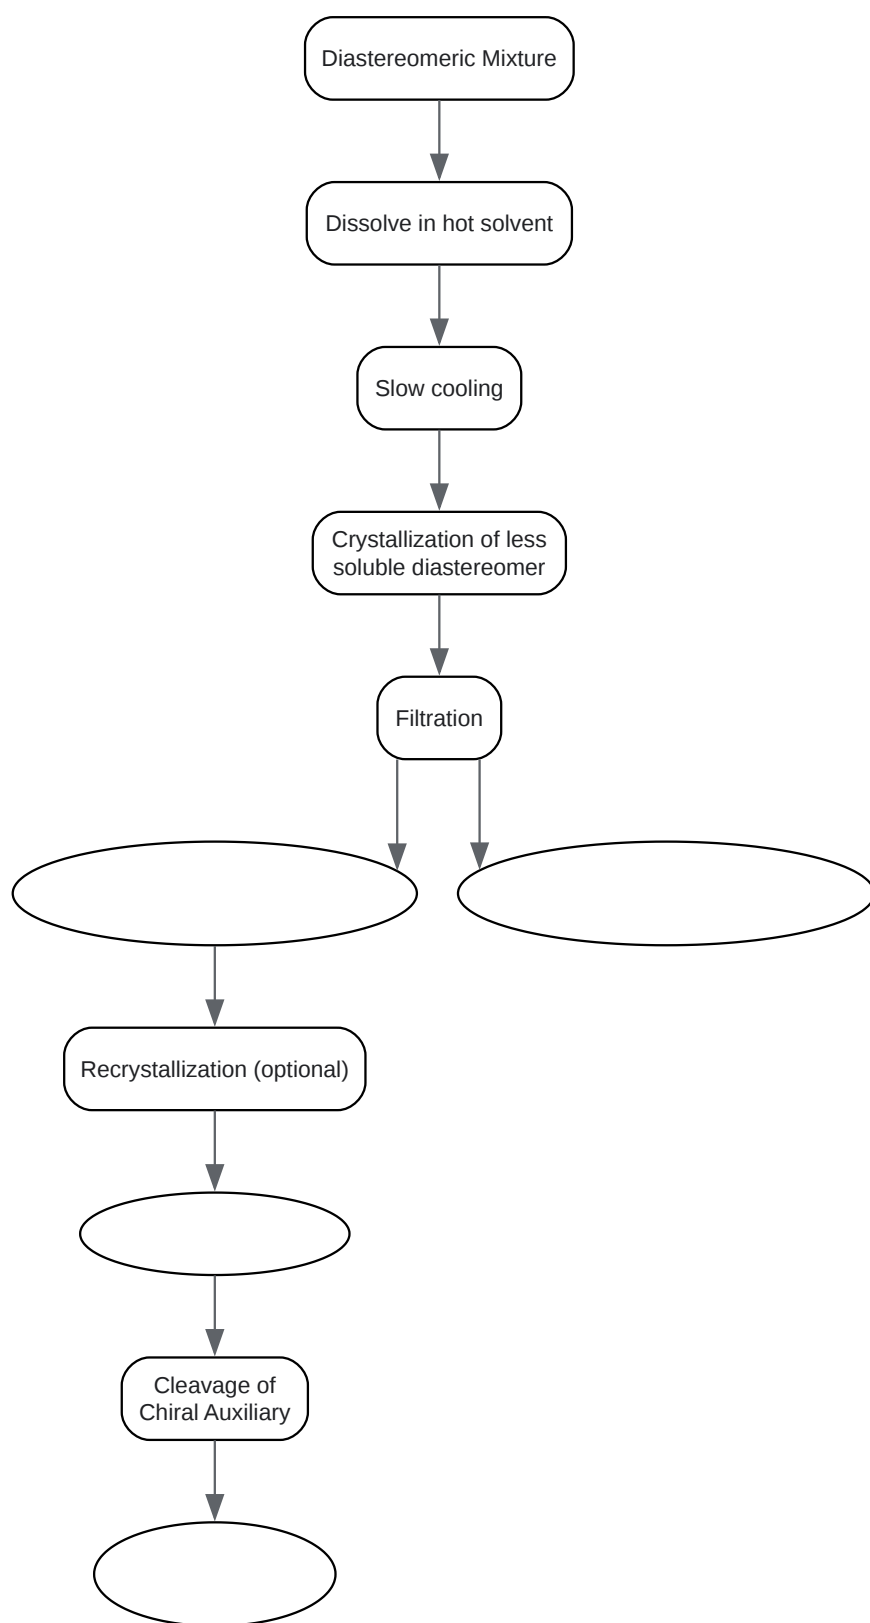 Diastereomeric Mixture
Dissolve in hot solvent
Slow cooling
Crystallization of less
soluble diastereomer
Filtration
Recrystallization (optional)
Cleavage of
Chiral Auxiliary